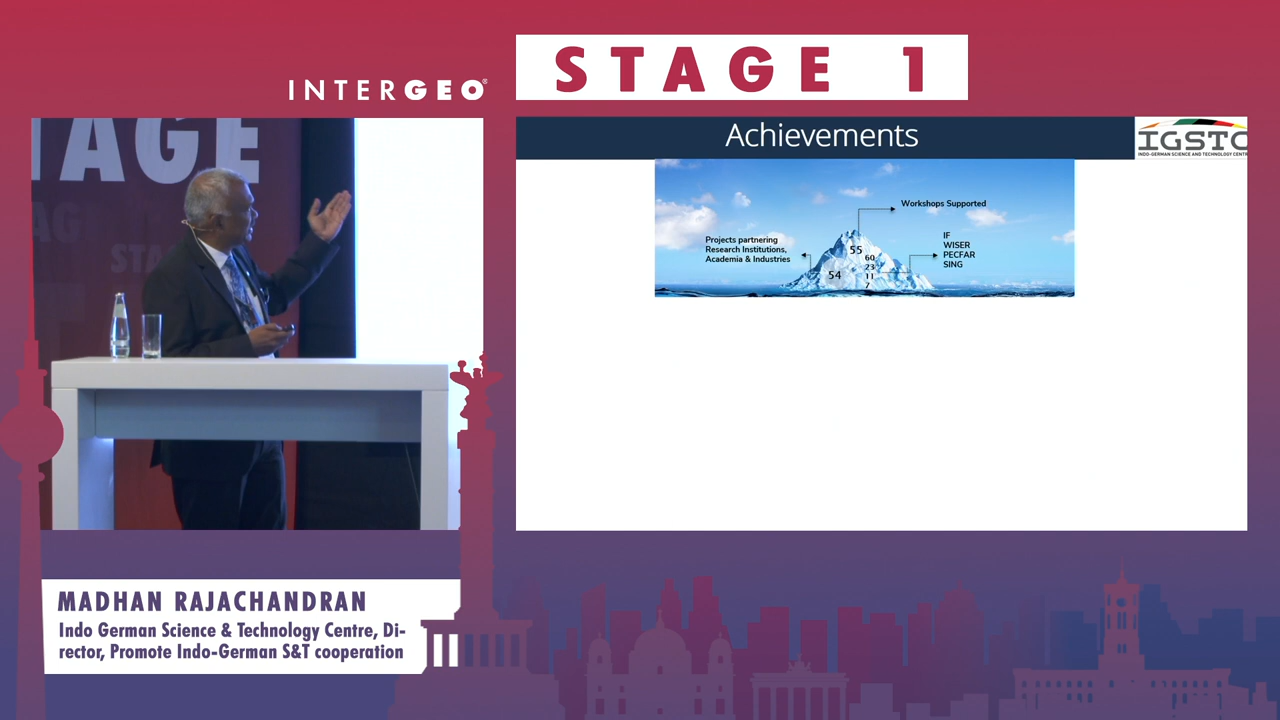 STAGE 1
INTERGEO
TAGE
Achievements
IGSTC
INDO-GERMAN SCIENCE AND TECHNOLOGY CENTR
Workshops Supported
Projects partnering
Research Institutions,
Academia & Industries
IF
WISER
PECFAR
SING
55
54
60
23
11
7
MADHAN RAJACHANDRAN
Indo German Science & Technology Centre, Di-
rector, Promote Indo-German S&T cooperation